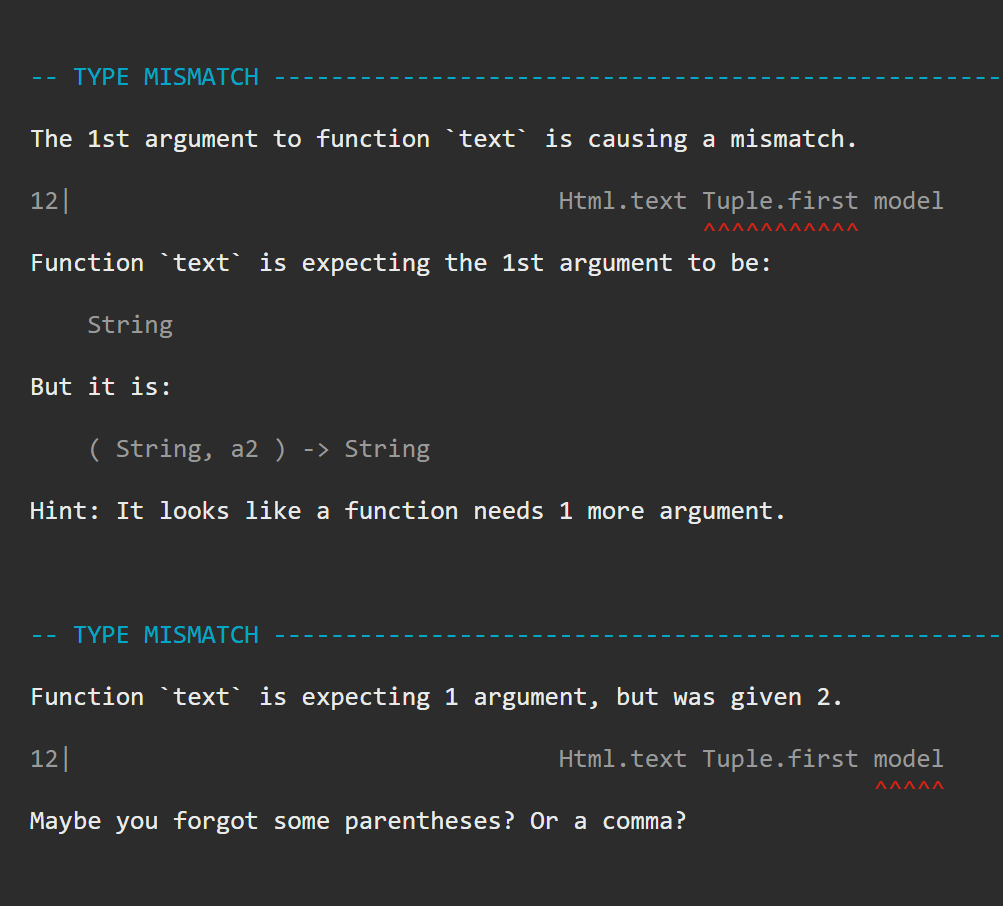 -- TYPE MISMATCH ---------------------------------------------------
The 1st argument to function `text` is causing a mismatch.
12|                                  Html.text Tuple.first model
                                               ^^^^^^^^^^^
Function `text` is expecting the 1st argument to be:
    String
But it is:
    ( String, a2 ) -> String
Hint: It looks like a function needs 1 more argument.
-- TYPE MISMATCH ---------------------------------------------------
Function `text` is expecting 1 argument, but was given 2.
12|                                  Html.text Tuple.first model
                                                           ^^^^^
Maybe you forgot some parentheses? Or a comma?